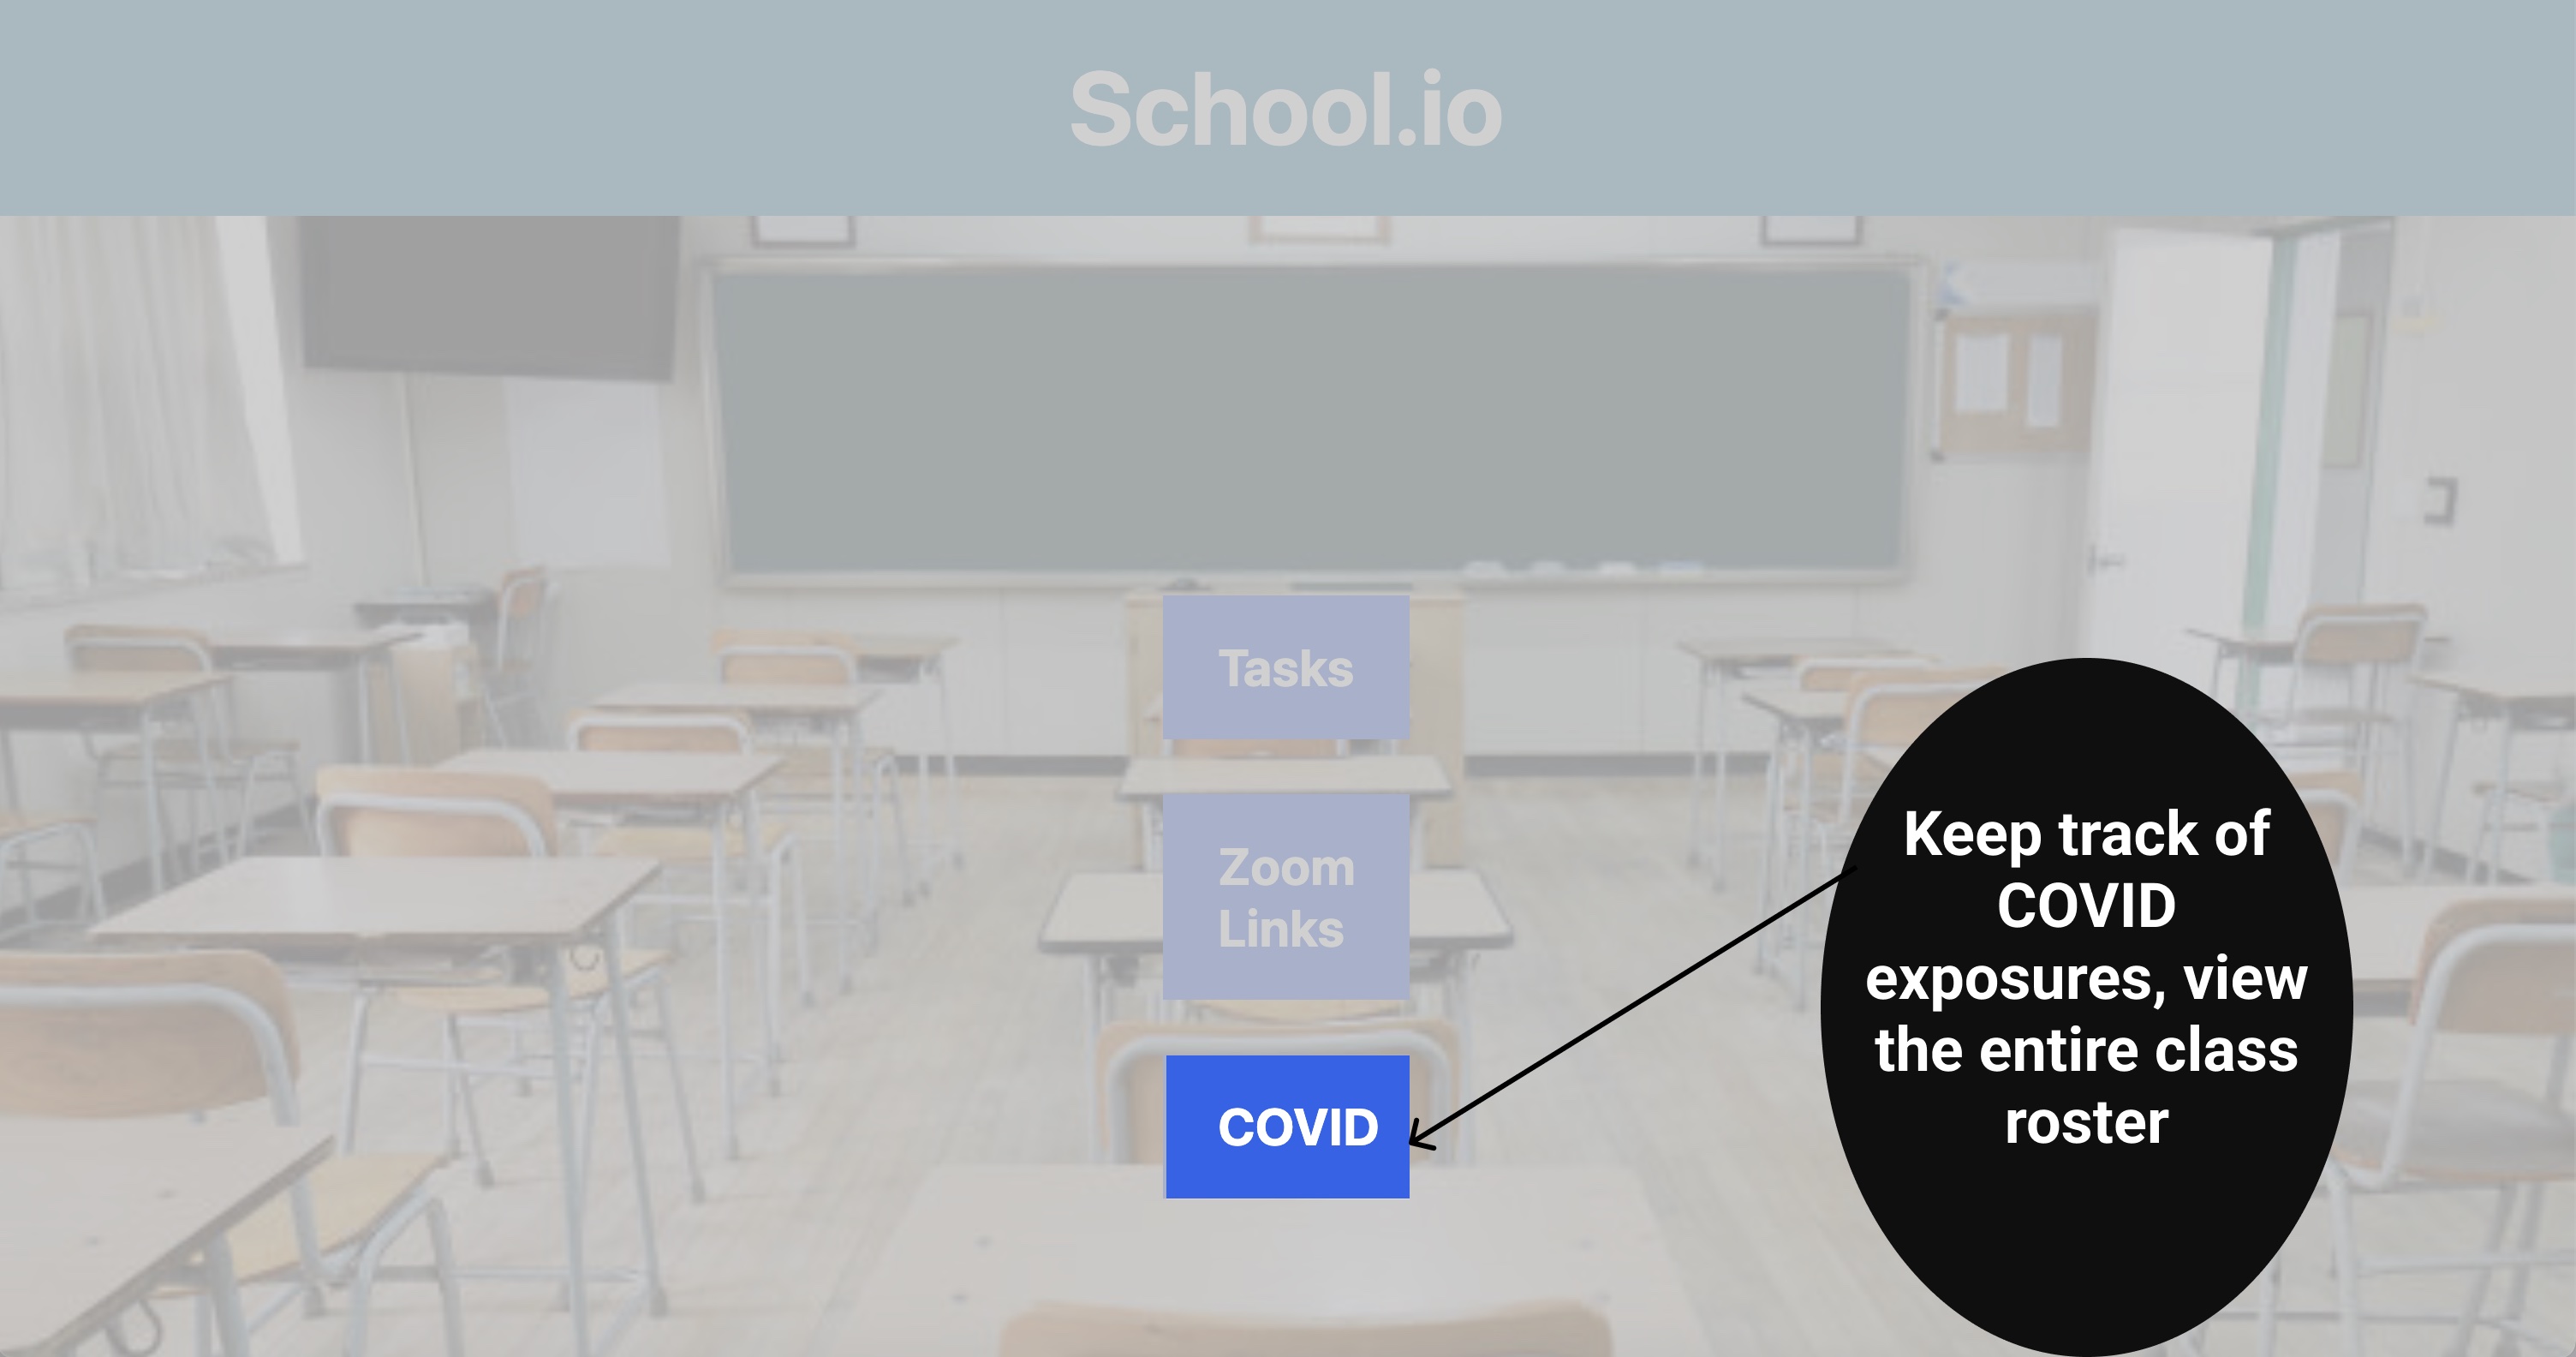 School.io
Tasks
Zoom
Links
COVID
Keep track of
COVID
exposures, view
the entire class
roster